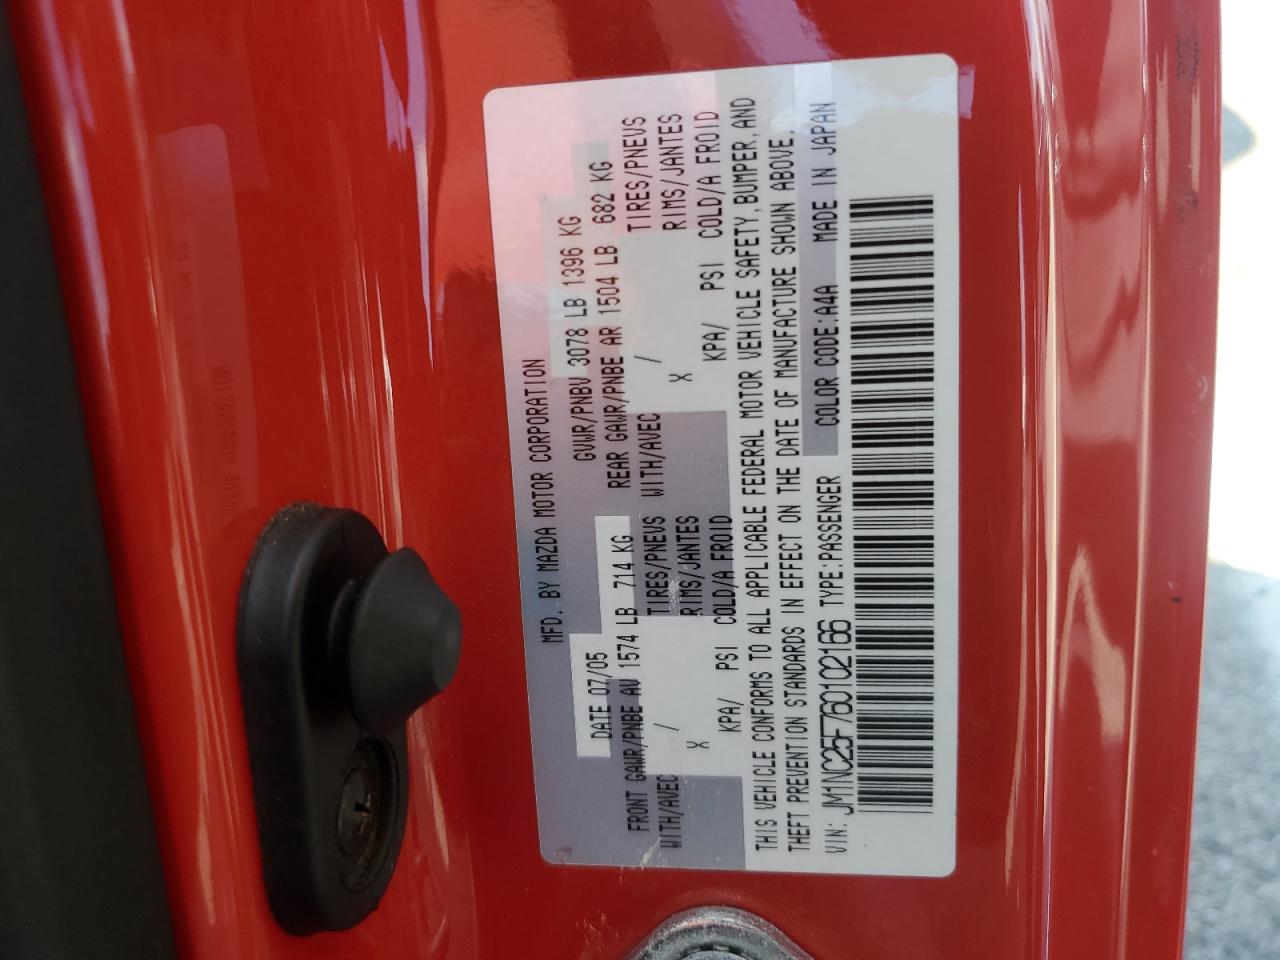 MFD. BY MAZDA MOTOR CORPORATION
DATE 07/05 GVWR/PNBV 3078 LB 1396 KG
FRONT GAWR/PNBE AV 1574 LB 714 KG REAR GAWR/PNBE AR 1504 LB 682 KG
WITH/AVEC / TIRES/PNEUS WITH/AVEC / TIRES/PNEUS
X RIMS/JANTES X RIMS/JANTES
KPA/ PSI COLD/A FROID KPA/ PSI COLD/A FROID
THIS VEHICLE CONFORMS TO ALL APPLICABLE FEDERAL MOTOR VEHICLE SAFETY, BUMPER, AND
THEFT PREVENTION STANDARDS IN EFFECT ON THE DATE OF MANUFACTURE SHOWN ABOVE.
VIN: JM1NC25F760102166 TYPE:PASSENGER COLOR CODE:A4A MADE IN JAPAN